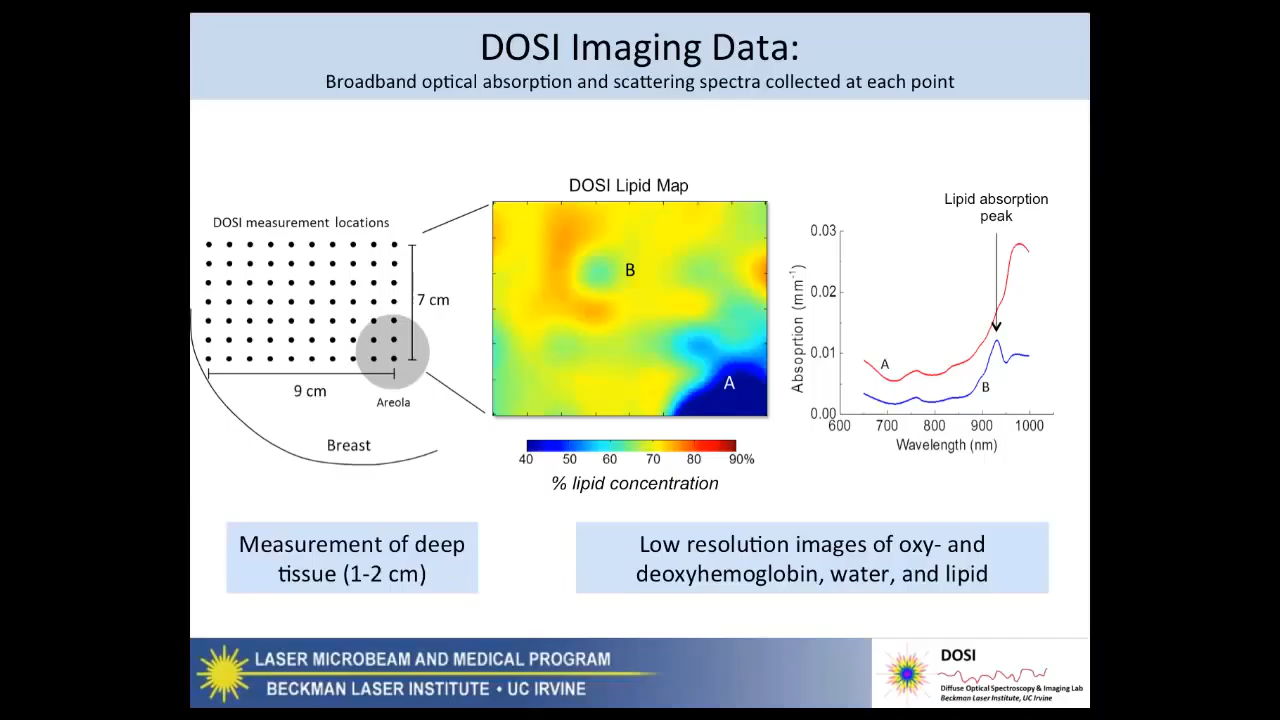 DOSI Imaging Data:
Broadband optical absorption and scattering spectra collected at each point
DOSI measurement locations
7 cm
9 cm
Areola
Breast
DOSI Lipid Map
B
A
40 50 60 70 80 90%
% lipid concentration
Lipid absorption
peak
0.03
0.02
0.01
0.00
Absoprtion (mm⁻¹)
A
B
600 700 800 900 1000
Wavelength (nm)
Measurement of deep
tissue (1-2 cm)
Low resolution images of oxy- and
deoxyhemoglobin, water, and lipid
LASER MICROBEAM AND MEDICAL PROGRAM
BECKMAN LASER INSTITUTE • UC IRVINE
DOSI
Diffuse Optical Spectroscopy & Imaging Lab
Beckman Laser Institute, UC Irvine